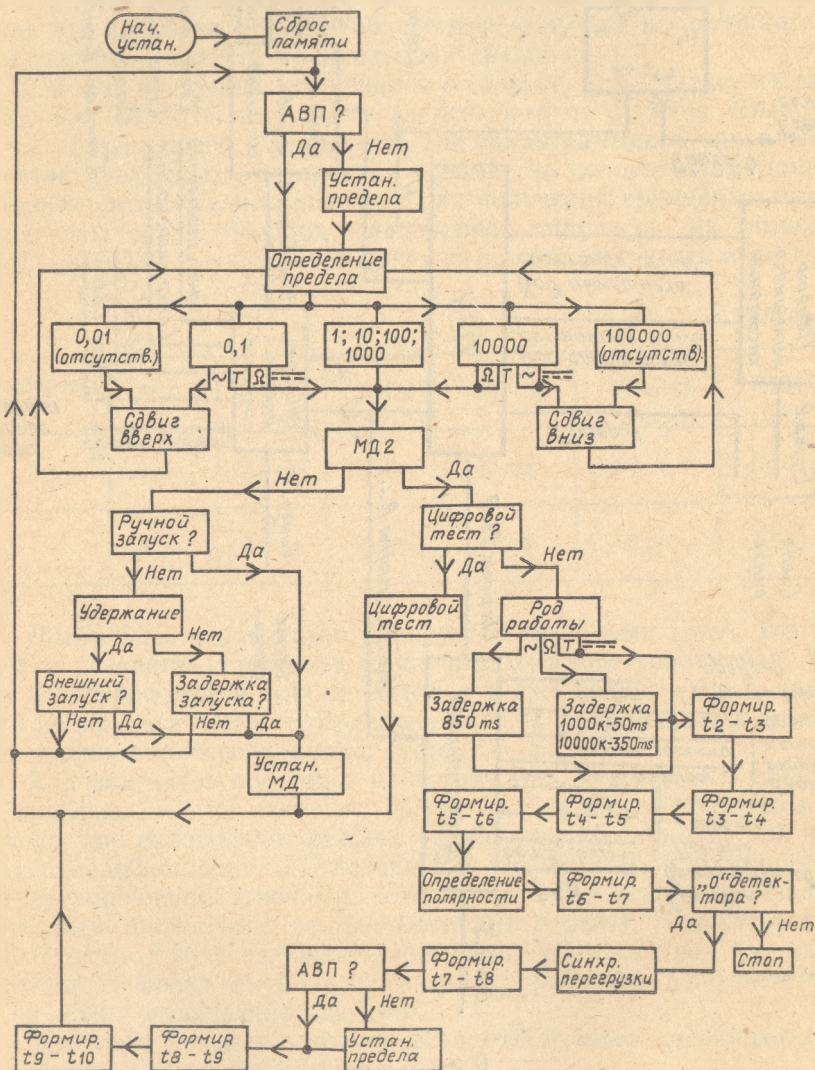 Нач.
устан.
Сброс
памяти
АВП ?
Да
Нет
Устан.
предела
Определение
предела
0,01
(отсутств.)
0,1
1; 10; 100;
1000
10000
100000
(отсутств).
~ T Ω
Ω T ~
Сдвиг
вверх
Сдвиг
вниз
МД2
Нет
Да
Ручной
запуск ?
Цифровой
тест ?
Да
Нет
Нет
Да
Удержание
Цифровой
тест
Род
работы
Да
Нет
~ Ω T
Внешний
запуск ?
Задержка
запуска?
Задержка
850 ms
Задержка
1000к-50ms
10000к-350ms
Формир.
t2 - t3
Нет
Да
Нет
Да
Устан.
МД
Формир.
t5 - t6
Формир.
t4 - t5
Формир.
t3 - t4
Определение
полярности
Формир.
t6 - t7
„0“ детек-
тора ?
Да
Нет
АВП ?
Формир.
t7 - t8
Синхр.
перегрузки
Стоп
Да
Нет
Формир.
t9 - t10
Формир
t8 - t9
Устан.
предела